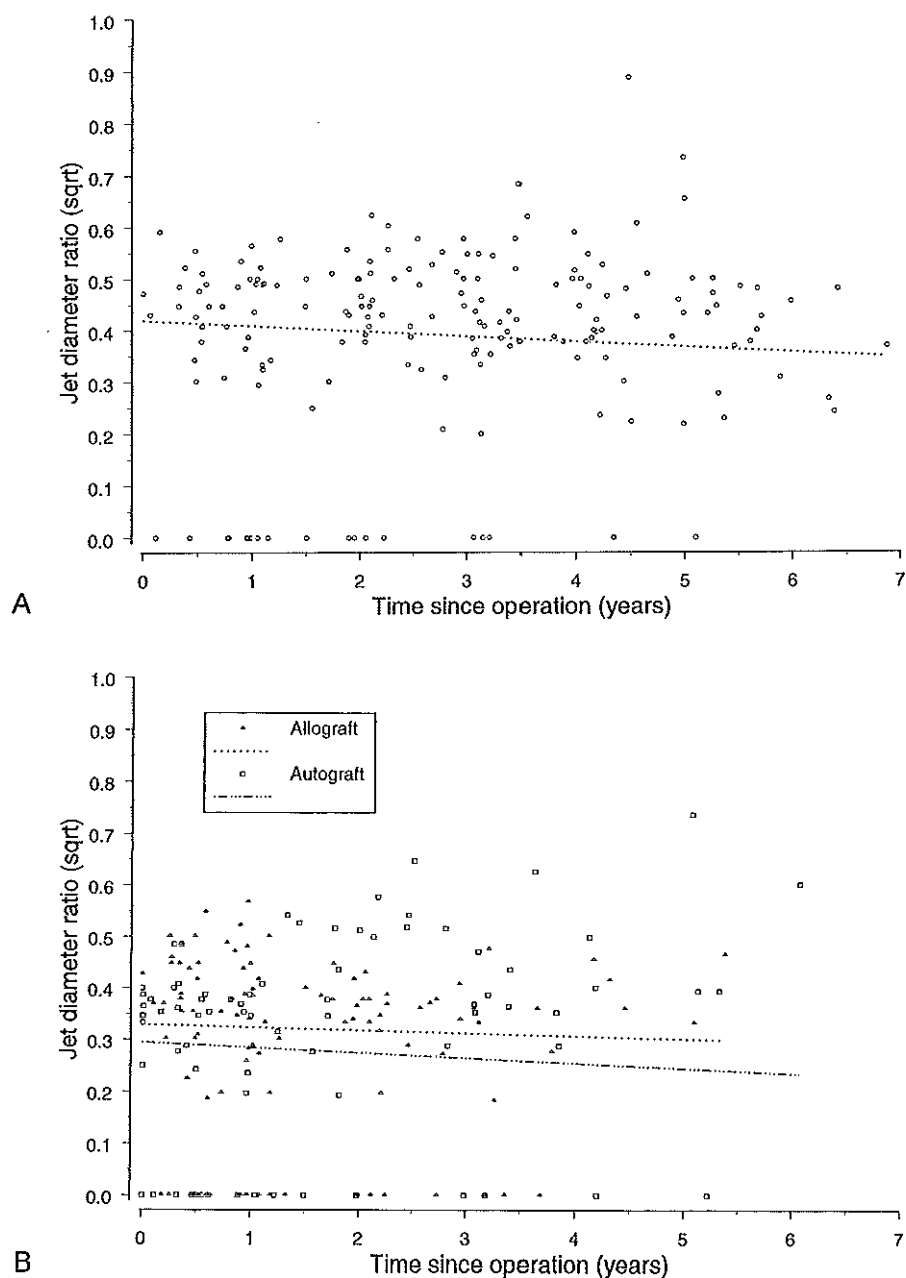 1.0
0.9
0.8
0.7
0.6
0.5
0.4
0.3
0.2
0.1
0.0
Jet diameter ratio (sqrt)
0 1 2 3 4 5 6 7
Time since operation (years)
A
1.0
0.9
0.8
0.7
0.6
0.5
0.4
0.3
0.2
0.1
0.0
Jet diameter ratio (sqrt)
Allograft
Autograft
0 1 2 3 4 5 6 7
Time since operation (years)
B